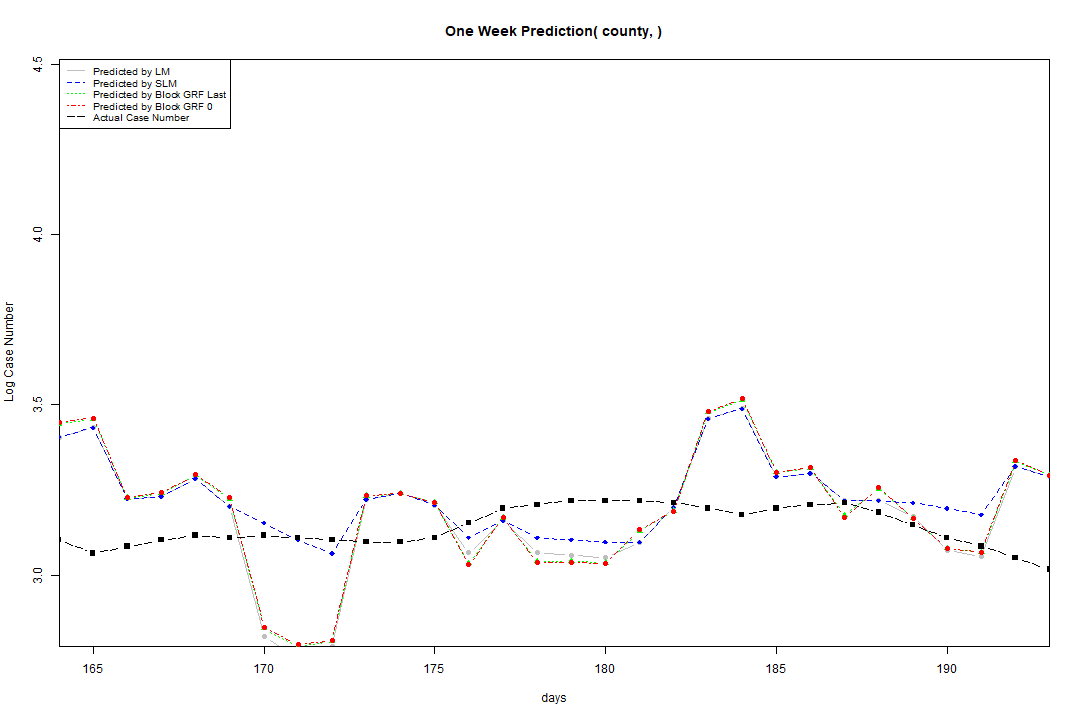 One Week Prediction( county, )
4.5
4.0
3.5
3.0
Log Case Number
Predicted by LM
Predicted by SLM
Predicted by Block GRF Last
Predicted by Block GRF 0
Actual Case Number
165 170 175 180 185 190
days